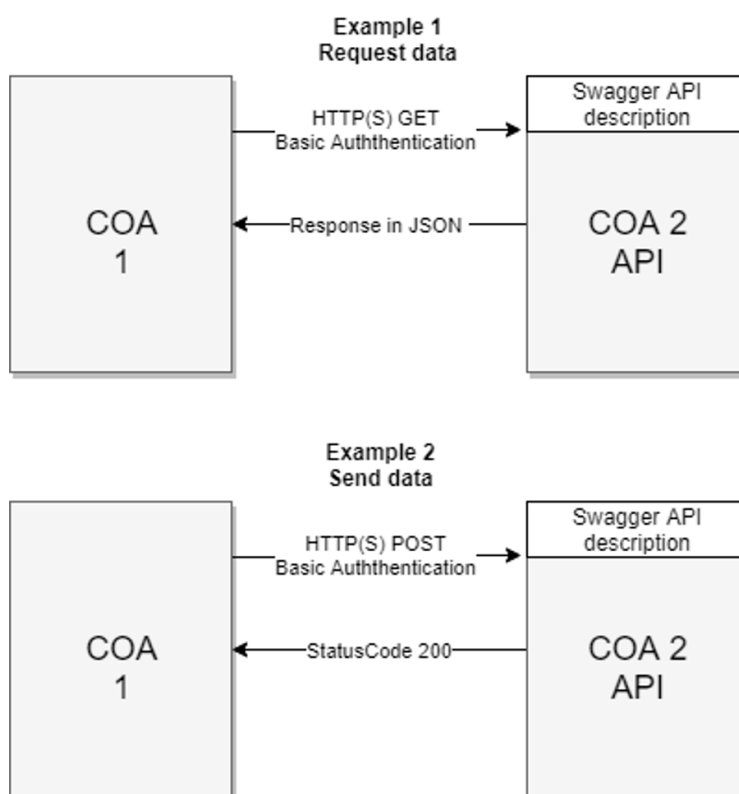 Example 1
Request data
Swagger API
description
HTTP(S) GET
Basic Auththentication
COA
1
Response in JSON
COA 2
API
Example 2
Send data
Swagger API
description
HTTP(S) POST
Basic Auththentication
COA
1
StatusCode 200
COA 2
API